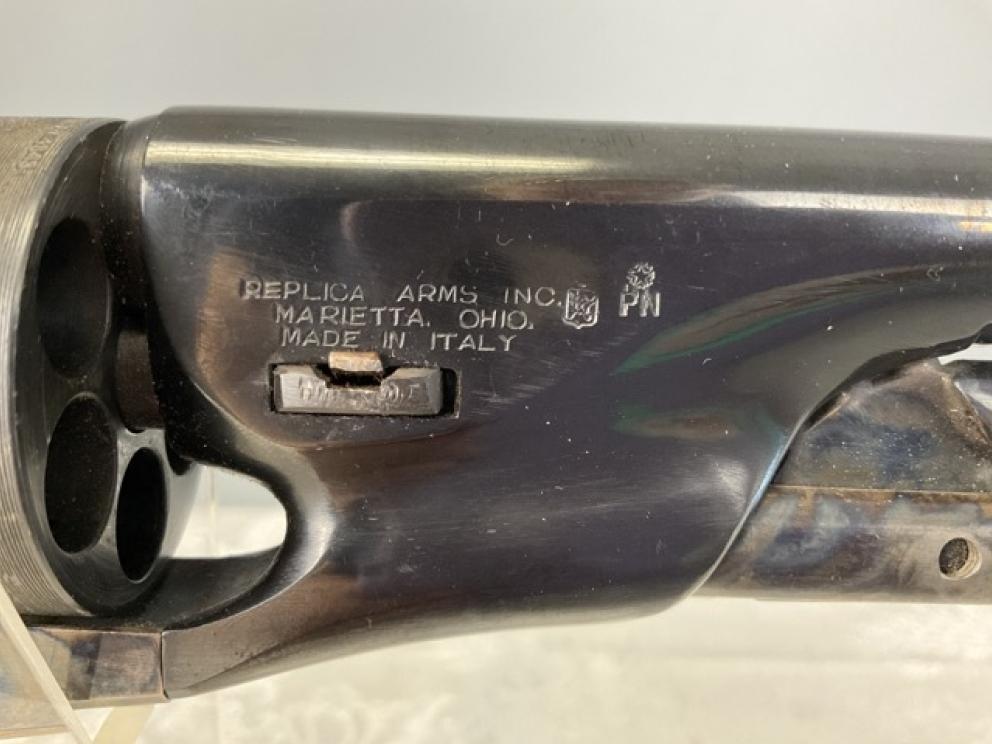 REPLICA ARMS INC.
MARIETTA. OHIO.
MADE IN ITALY
PN